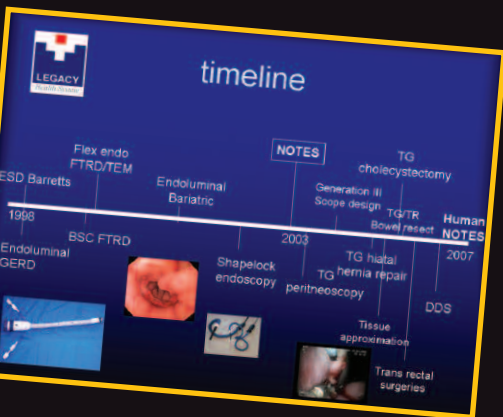 LEGACY
Health System
timeline
NOTES
TG
cholecystectomy
Flex endo
FTRD/TEM
ESD Barretts
Endoluminal
Bariatric
Generation III
Scope design
TG/TR
Bowel resect
Human
NOTES
1998
2003
2007
Endoluminal
GERD
BSC FTRD
Shapelock
endoscopy
TG
peritneoscopy
TG hiatal
hernia repair
DDS
Tissue
approximation
Trans rectal
surgeries